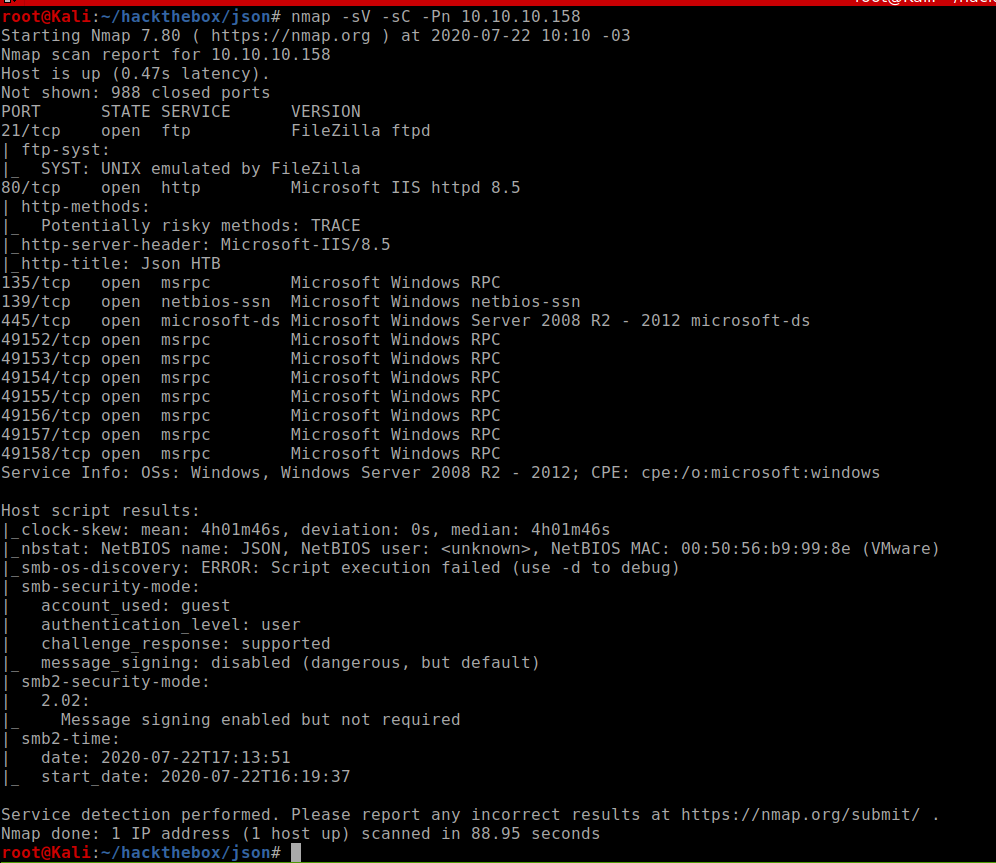 root@Kali:~/hackthebox/json# nmap -sV -sC -Pn 10.10.10.158
Starting Nmap 7.80 ( https://nmap.org ) at 2020-07-22 10:10 -03
Nmap scan report for 10.10.10.158
Host is up (0.47s latency).
Not shown: 988 closed ports
PORT      STATE SERVICE      VERSION
21/tcp    open  ftp          FileZilla ftpd
| ftp-syst:
|_  SYST: UNIX emulated by FileZilla
80/tcp    open  http         Microsoft IIS httpd 8.5
| http-methods:
|_  Potentially risky methods: TRACE
|_http-server-header: Microsoft-IIS/8.5
|_http-title: Json HTB
135/tcp   open  msrpc        Microsoft Windows RPC
139/tcp   open  netbios-ssn  Microsoft Windows netbios-ssn
445/tcp   open  microsoft-ds Microsoft Windows Server 2008 R2 - 2012 microsoft-ds
49152/tcp open  msrpc        Microsoft Windows RPC
49153/tcp open  msrpc        Microsoft Windows RPC
49154/tcp open  msrpc        Microsoft Windows RPC
49155/tcp open  msrpc        Microsoft Windows RPC
49156/tcp open  msrpc        Microsoft Windows RPC
49157/tcp open  msrpc        Microsoft Windows RPC
49158/tcp open  msrpc        Microsoft Windows RPC
Service Info: OSs: Windows, Windows Server 2008 R2 - 2012; CPE: cpe:/o:microsoft:windows

Host script results:
|_clock-skew: mean: 4h01m46s, deviation: 0s, median: 4h01m46s
|_nbstat: NetBIOS name: JSON, NetBIOS user: <unknown>, NetBIOS MAC: 00:50:56:b9:99:8e (VMware)
|_smb-os-discovery: ERROR: Script execution failed (use -d to debug)
| smb-security-mode:
|   account_used: guest
|   authentication_level: user
|   challenge_response: supported
|_  message_signing: disabled (dangerous, but default)
| smb2-security-mode:
|   2.02:
|_    Message signing enabled but not required
| smb2-time:
|   date: 2020-07-22T17:13:51
|_  start_date: 2020-07-22T16:19:37

Service detection performed. Please report any incorrect results at https://nmap.org/submit/ .
Nmap done: 1 IP address (1 host up) scanned in 88.95 seconds
root@Kali:~/hackthebox/json#